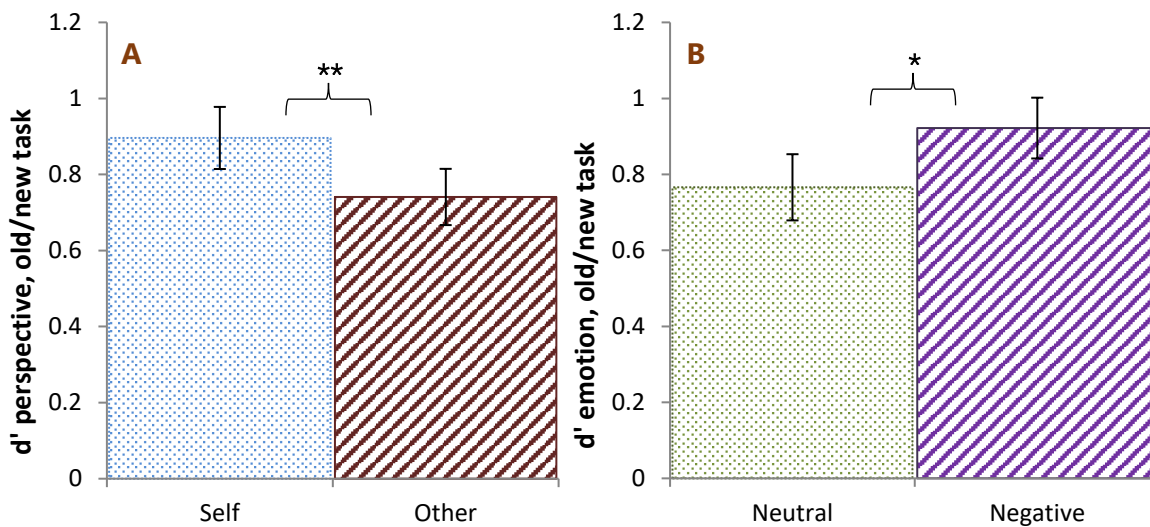 A
**
d' perspective, old/new task
1.2
1
0.8
0.6
0.4
0.2
0
Self
Other
B
*
d' emotion, old/new task
1.2
1
0.8
0.6
0.4
0.2
0
Neutral
Negative